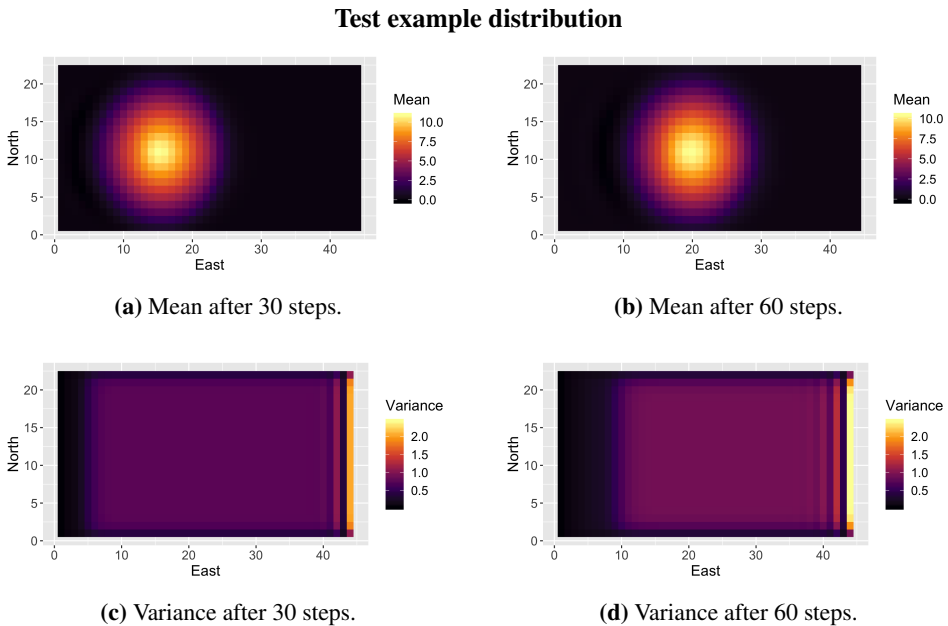 Test example distribution
North
20
15
10
5
0
0 10 20 30 40
East
Mean
10.0
7.5
5.0
2.5
0.0
(a) Mean after 30 steps.
North
20
15
10
5
0
0 10 20 30 40
East
Mean
10.0
7.5
5.0
2.5
0.0
(b) Mean after 60 steps.
North
20
15
10
5
0
0 10 20 30 40
East
Variance
2.0
1.5
1.0
0.5
(c) Variance after 30 steps.
North
20
15
10
5
0
0 10 20 30 40
East
Variance
2.0
1.5
1.0
0.5
(d) Variance after 60 steps.